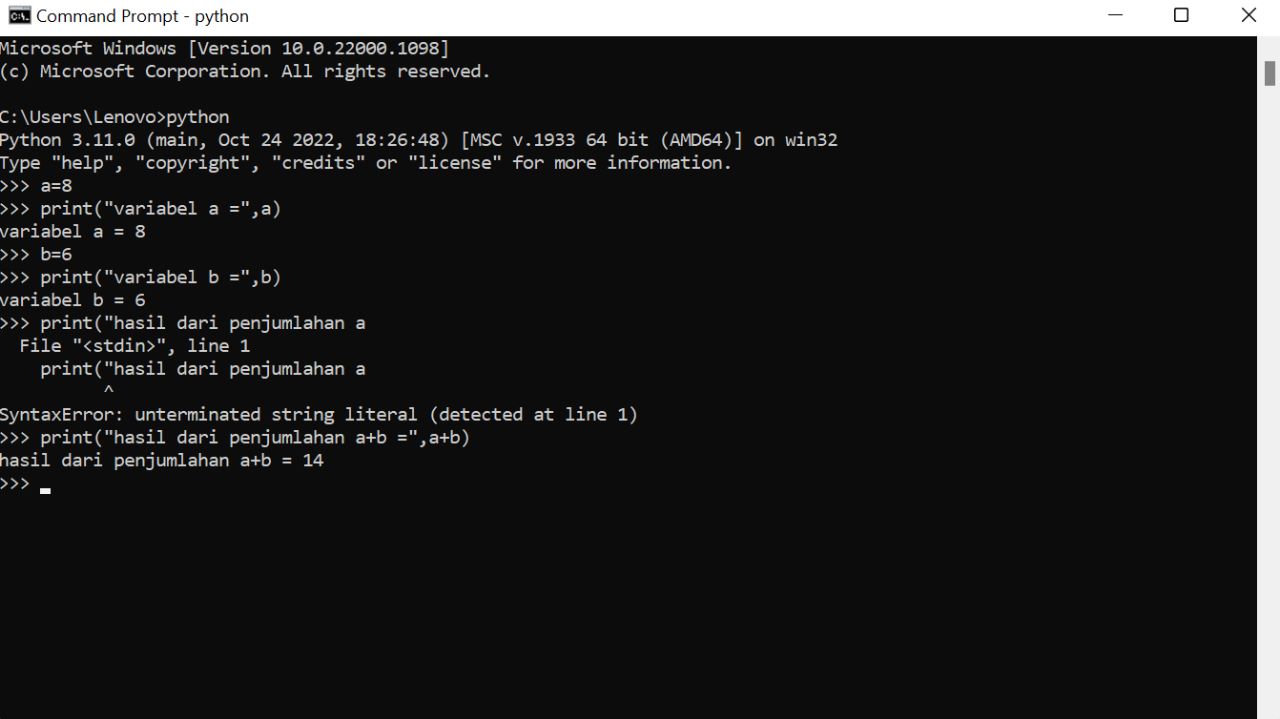 Command Prompt - python
Microsoft Windows [Version 10.0.22000.1098]
(c) Microsoft Corporation. All rights reserved.
C:\Users\Lenovo>python
Python 3.11.0 (main, Oct 24 2022, 18:26:48) [MSC v.1933 64 bit (AMD64)] on win32
Type "help", "copyright", "credits" or "license" for more information.
>>> a=8
>>> print("variabel a =",a)
variabel a = 8
>>> b=6
>>> print("variabel b =",b)
variabel b = 6
>>> print("hasil dari penjumlahan a
  File "<stdin>", line 1
    print("hasil dari penjumlahan a
          ^
SyntaxError: unterminated string literal (detected at line 1)
>>> print("hasil dari penjumlahan a+b =",a+b)
hasil dari penjumlahan a+b = 14
>>>